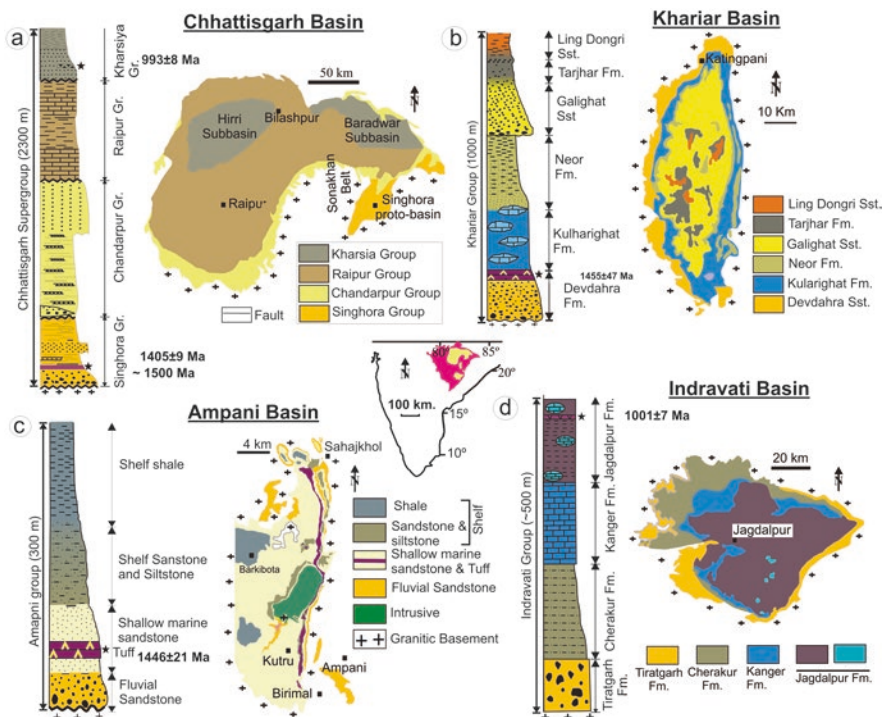 a
Chhattisgarh Basin
Chhattisgarh Supergroup (2300 m)
Kharsiya
Gr.
Raipur Gr.
Chandarpur Gr.
Singhora Gr.
993±8 Ma
1405±9 Ma
~ 1500 Ma
50 km
N
Hirri
Subbasin
Bilashpur
Baradwar
Subbasin
Sonakhan
Belt
Raipur
Singhora
proto-basin
Kharsia Group
Raipur Group
Chandarpur Group
Singhora Group
Fault
b
Khariar Basin
Khariar Group (1000 m)
Ling Dongri
Sst.
Tarjhar Fm.
Galighat
Sst
Neor
Fm.
Kulharighat
Fm.
1455±47 Ma
Devdahra
Fm.
Katingpani
N
10 Km
Ling Dongri Sst.
Tarjhar Fm.
Galighat Sst.
Neor Fm.
Kularighat Fm.
Devdahra Sst.
80°
85°
20°
15°
10°
N
100 km.
c
Ampani Basin
Amapni group (300 m)
Shelf shale
Shelf Sanstone
and Siltstone
Shallow marine
sandstone
Tuff
1446±21 Ma
Fluvial
Sandstone
4 km
Sahajkhol
N
Barkibota
Kutru
Ampani
Birimal
Shale
Sandstone &
siltstone
Shelf
Shallow marine
sandstone & Tuff
Fluvial Sandstone
Intrusive
Granitic Basement
d
Indravati Basin
Indravati Group (~500 m)
Jagdalpur Fm.
Kanger Fm.
Cherakur Fm.
Tiratgarh
Fm.
1001±7 Ma
20 km
N
Jagdalpur
Tiratgarh
Fm.
Cherakur
Fm.
Kanger
Fm.
Jagdalpur Fm.